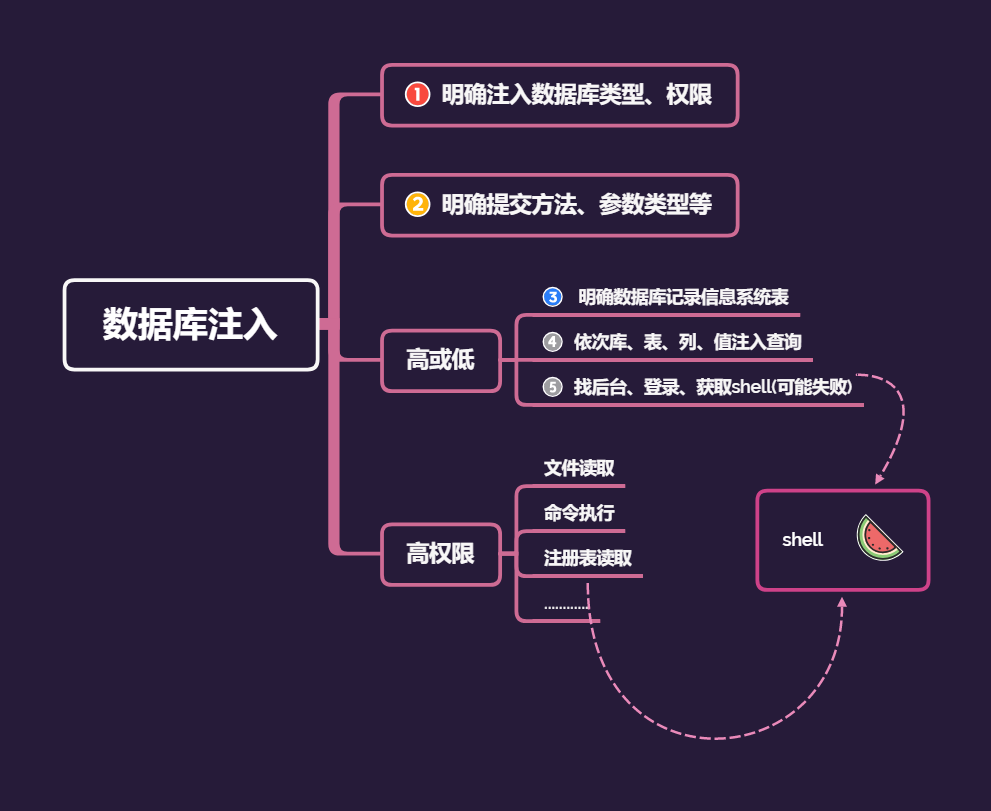 数据库注入
1 明确注入数据库类型、权限
2 明确提交方法、参数类型等
高或低
3 明确数据库记录信息系统表
4 依次库、表、列、值注入查询
5 找后台、登录、获取shell(可能失败)
高权限
文件读取
命令执行
注册表读取
............
shell